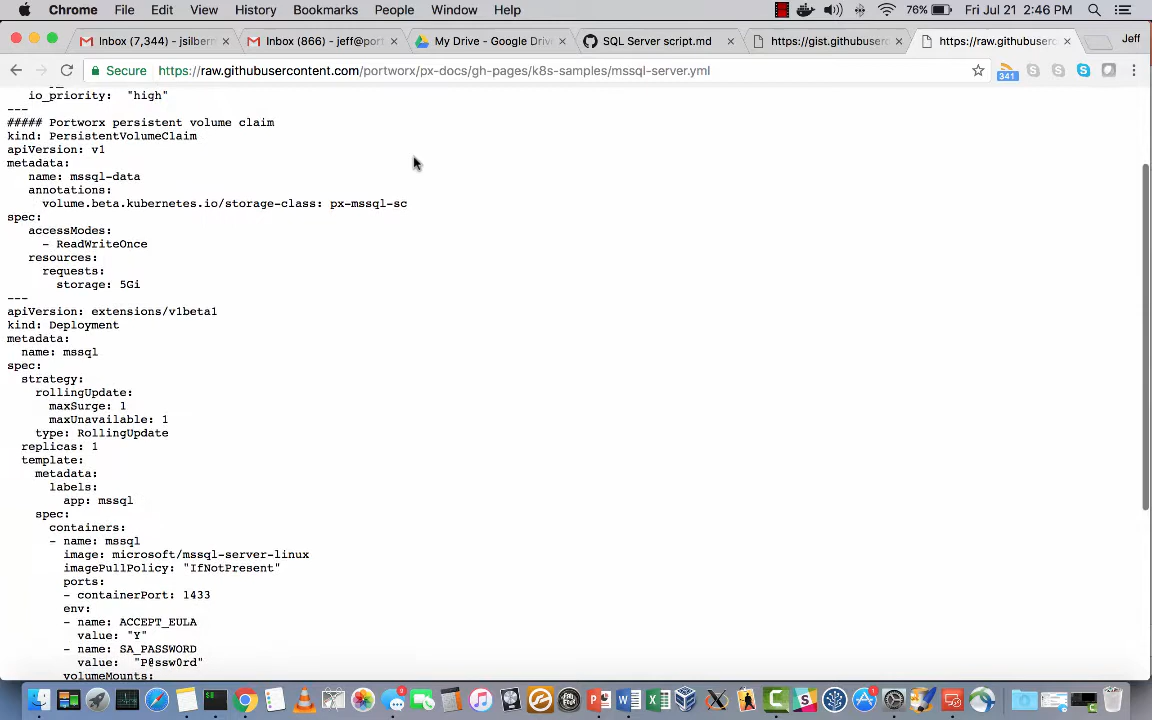 Chrome File Edit View History Bookmarks People Window Help 76% Fri Jul 21 2:46 PM
Inbox (7,344) - jsilberr
Inbox (866) - jeff@port
My Drive - Google Drive
SQL Server script.md
https://gist.githubuserc
https://raw.githubuserc
Jeff
Secure https://raw.githubusercontent.com/portworx/px-docs/gh-pages/k8s-samples/mssql-server.yml
341
io_priority: "high"
---
##### Portworx persistent volume claim
kind: PersistentVolumeClaim
apiVersion: v1
metadata:
name: mssql-data
annotations:
volume.beta.kubernetes.io/storage-class: px-mssql-sc
spec:
accessModes:
- ReadWriteOnce
resources:
requests:
storage: 5Gi
---
apiVersion: extensions/v1beta1
kind: Deployment
metadata:
name: mssql
spec:
strategy:
rollingUpdate:
maxSurge: 1
maxUnavailable: 1
type: RollingUpdate
replicas: 1
template:
metadata:
labels:
app: mssql
spec:
containers:
- name: mssql
image: microsoft/mssql-server-linux
imagePullPolicy: "IfNotPresent"
ports:
- containerPort: 1433
env:
- name: ACCEPT_EULA
value: "Y"
- name: SA_PASSWORD
value: "P@ssw0rd"
volumeMounts: